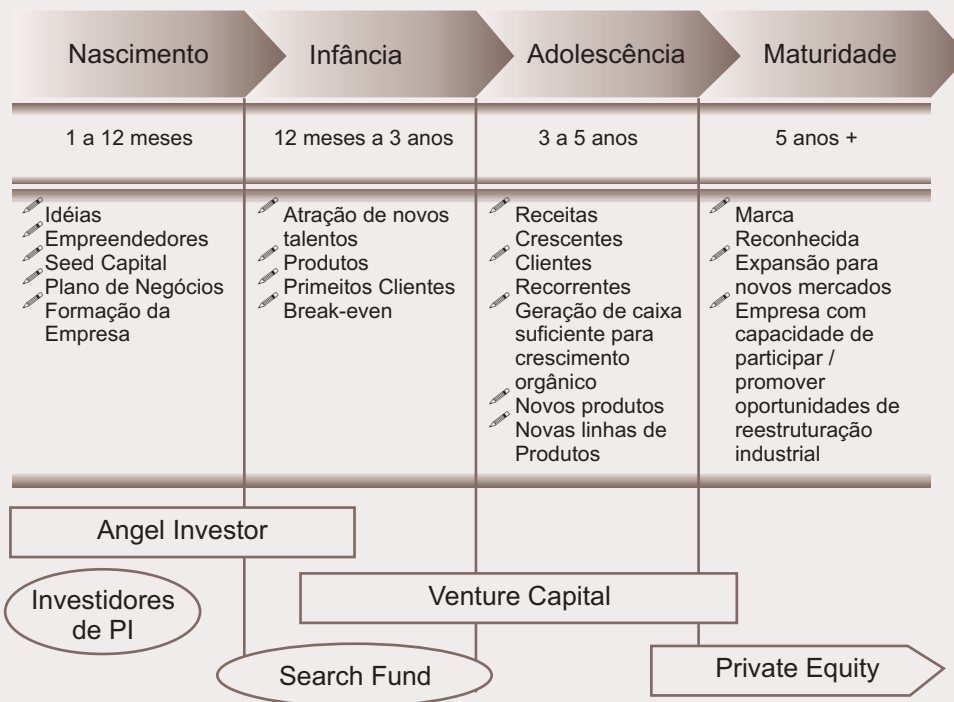 Nascimento
Infância
Adolescência
Maturidade
1 a 12 meses
12 meses a 3 anos
3 a 5 anos
5 anos +
Idéias
Empreendedores
Seed Capital
Plano de Negócios
Formação da
Empresa
Atração de novos
talentos
Produtos
Primeitos Clientes
Break-even
Receitas
Crescentes
Clientes
Recorrentes
Geração de caixa
suficiente para
crescimento
orgânico
Novos produtos
Novas linhas de
Produtos
Marca
Reconhecida
Expansão para
novos mercados
Empresa com
capacidade de
participar /
promover
oportunidades de
reestruturação
industrial
Angel Investor
Investidores
de PI
Venture Capital
Search Fund
Private Equity